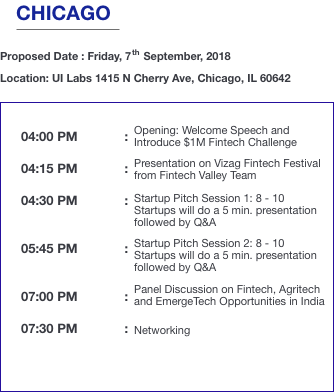 CHICAGO
Proposed Date : Friday, 7th September, 2018
Location: UI Labs 1415 N Cherry Ave, Chicago, IL 60642
04:00 PM : Opening: Welcome Speech and
Introduce $1M Fintech Challenge
04:15 PM : Presentation on Vizag Fintech Festival
from Fintech Valley Team
04:30 PM : Startup Pitch Session 1: 8 - 10
Startups will do a 5 min. presentation
followed by Q&A
05:45 PM : Startup Pitch Session 2: 8 - 10
Startups will do a 5 min. presentation
followed by Q&A
07:00 PM : Panel Discussion on Fintech, Agritech
and EmergeTech Opportunities in India
07:30 PM : Networking